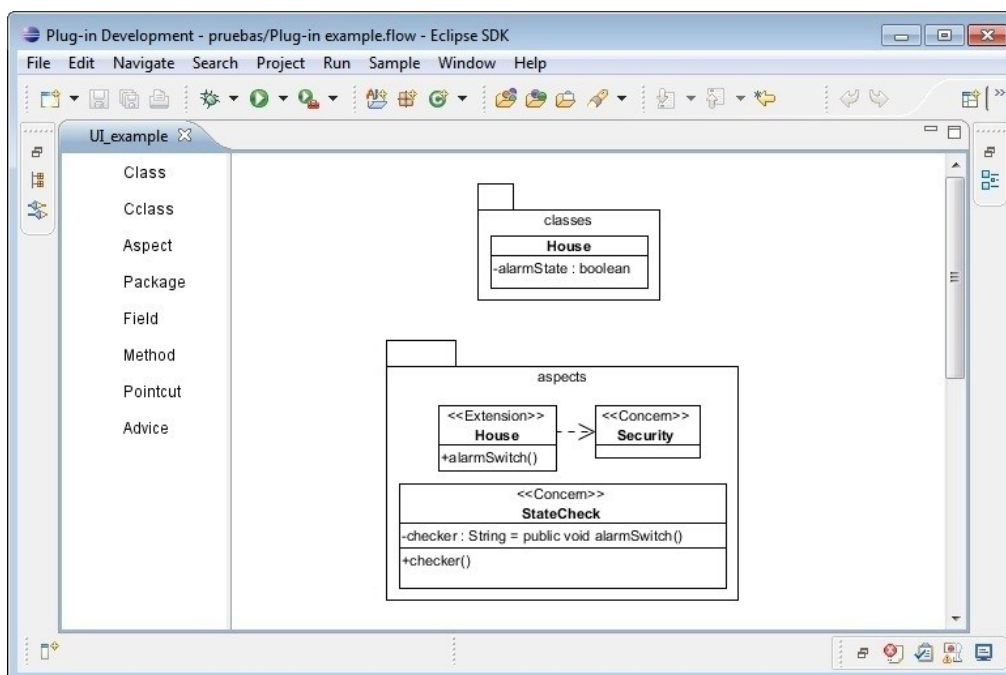 Plug-in Development - pruebas/Plug-in example.flow - Eclipse SDK
File Edit Navigate Search Project Run Sample Window Help
UI_example
Class
Cclass
Aspect
Package
Field
Method
Pointcut
Advice
classes
House
-alarmState : boolean
aspects
<<Extension>>
House
+alarmSwitch()
<<Concern>>
Security
<<Concern>>
StateCheck
-checker : String = public void alarmSwitch()
+checker()